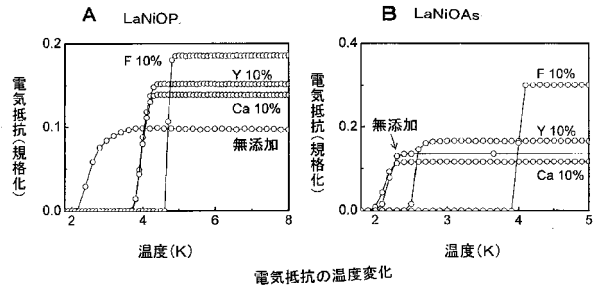 A LaNiOP
電気抵抗(規格化)
0.2
0.1
0.0
F 10%
Y 10%
Ca 10%
無添加
2 4 6 8
温度(K)
B LaNiOAs
電気抵抗(規格化)
0.4
0.2
0.0
F 10%
無添加
Y 10%
Ca 10%
2 3 4 5
温度(K)
電気抵抗の温度変化